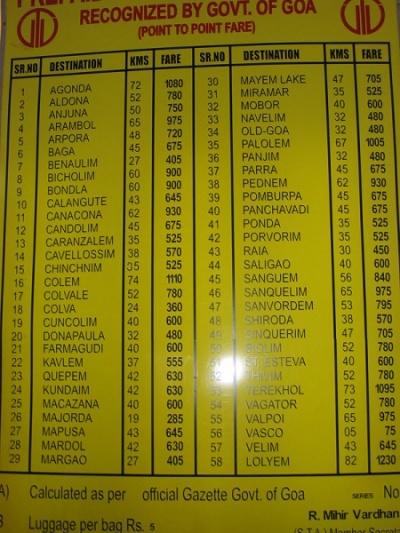 RECOGNIZED BY GOVT. OF GOA
(POINT TO POINT FARE)
SR.NO DESTINATION KMS FARE
1 AGONDA 72 1080
2 ALDONA 52 780
3 ANJUNA 50 750
4 ARAMBOL 65 975
5 ARPORA 48 720
6 BAGA 45 675
7 BENAULIM 27 405
8 BICHOLIM 60 900
9 BONDLA 60 900
10 CALANGUTE 43 645
11 CANACONA 62 930
12 CANDOLIM 45 675
13 CARANZALEM 35 525
14 CAVELLOSSIM 38 570
15 CHINCHNIM 35 525
16 COLEM 74 1110
17 COLVALE 52 780
18 COLVA 24 360
19 CUNCOLIM 40 600
20 DONAPAULA 32 480
21 FARMAGUDI 40 600
22 KAVLEM 37 555
23 QUEPEM 42 630
24 KUNDAIM 42 630
25 MACAZANA 40 600
26 MAJORDA 19 285
27 MAPUSA 43 645
28 MARDOL 42 630
29 MARGAO 27 405
SR.NO DESTINATION KMS FARE
30 MAYEM LAKE 47 705
31 MIRAMAR 35 525
32 MOBOR 40 600
33 NAVELIM 32 480
34 OLD-GOA 32 480
35 PALOLEM 67 1005
36 PANJIM 32 480
37 PARRA 45 675
38 PEDNEM 62 930
39 POMBURPA 45 675
40 PANCHAVADI 45 675
41 PONDA 35 525
42 PORVORIM 35 525
43 RAIA 30 450
44 SALIGAO 40 600
45 SANGUEM 56 840
46 SANQUELIM 65 975
47 SANVORDEM 53 795
48 SHIRODA 38 570
49 SINQUERIM 47 705
50 SIOLIM 52 780
51 ST. ESTEVA 40 600
52 THIVIM 52 780
53 TEREKHOL 73 1095
54 VAGATOR 52 780
55 VALPOI 65 975
56 VASCO 05 75
57 VELIM 43 645
58 LOLYEM 82 1230
A) Calculated as per official Gazette Govt. of Goa SERIES No
Luggage per bag Rs. 5
R. Mihir Vardhan